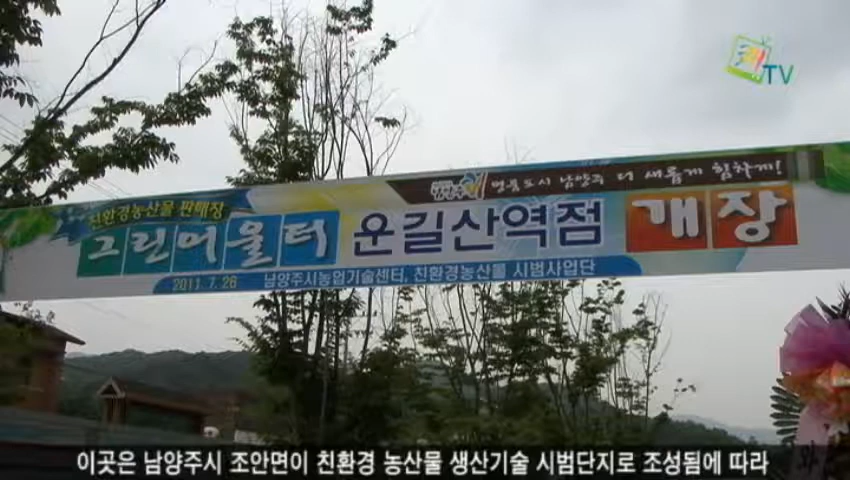 TV
명품도시 남양주 더 새롭게 힘차게!
친환경농산물 판매장
그린어울터 운길산역점 개장
2011. 7. 26 남양주시농업기술센터, 친환경농산물 시범사업단
이곳은 남양주시 조안면이 친환경 농산물 생산기술 시범단지로 조성됨에 따라